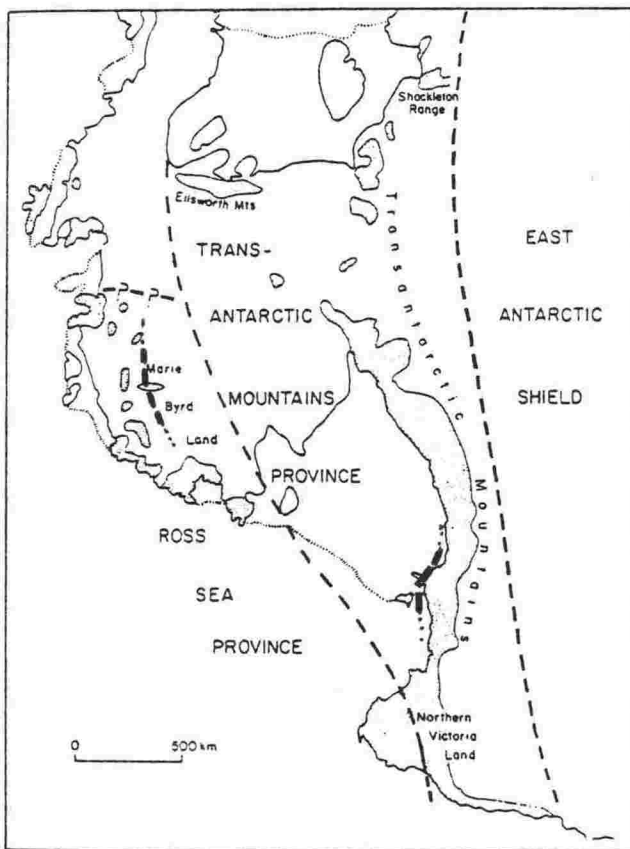 Shackleton
Range
Ellsworth Mts
Transantarctic
Mountains
TRANS-
ANTARCTIC
MOUNTAINS
PROVINCE
EAST
ANTARCTIC
SHIELD
Marie
Byrd
Land
ROSS
SEA
PROVINCE
Northern
Victoria
Land
0 500 km